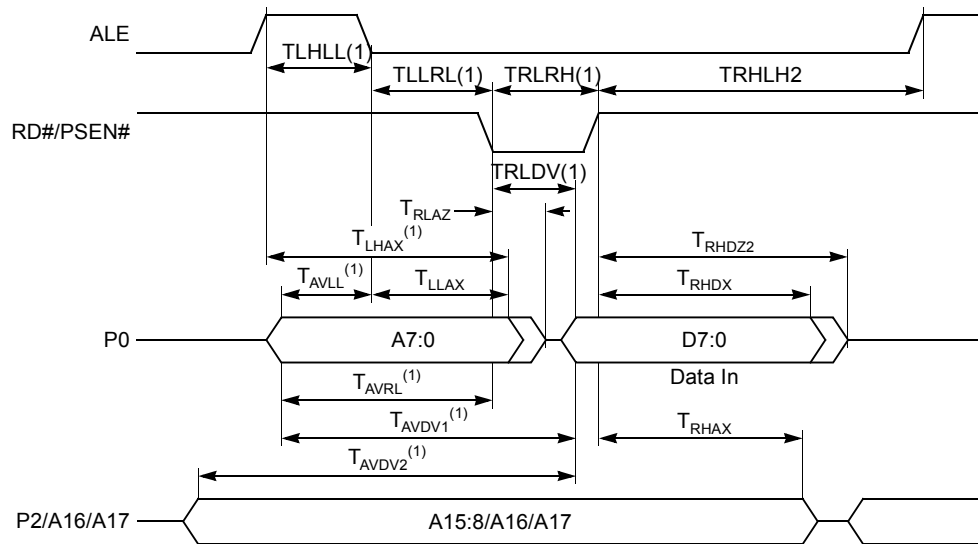 ALE
TLHLL(1)
TLLRL(1) TRLRH(1) TRHLH2
RD#/PSEN#
TRLDV(1)
TRLAZ
TLHAX(1) TRHDZ2
TAVLL(1) TLLAX TRHDX
P0 A7:0 D7:0
TAVRL(1) Data In
TAVDV1(1) TRHAX
TAVDV2(1)
P2/A16/A17 A15:8/A16/A17